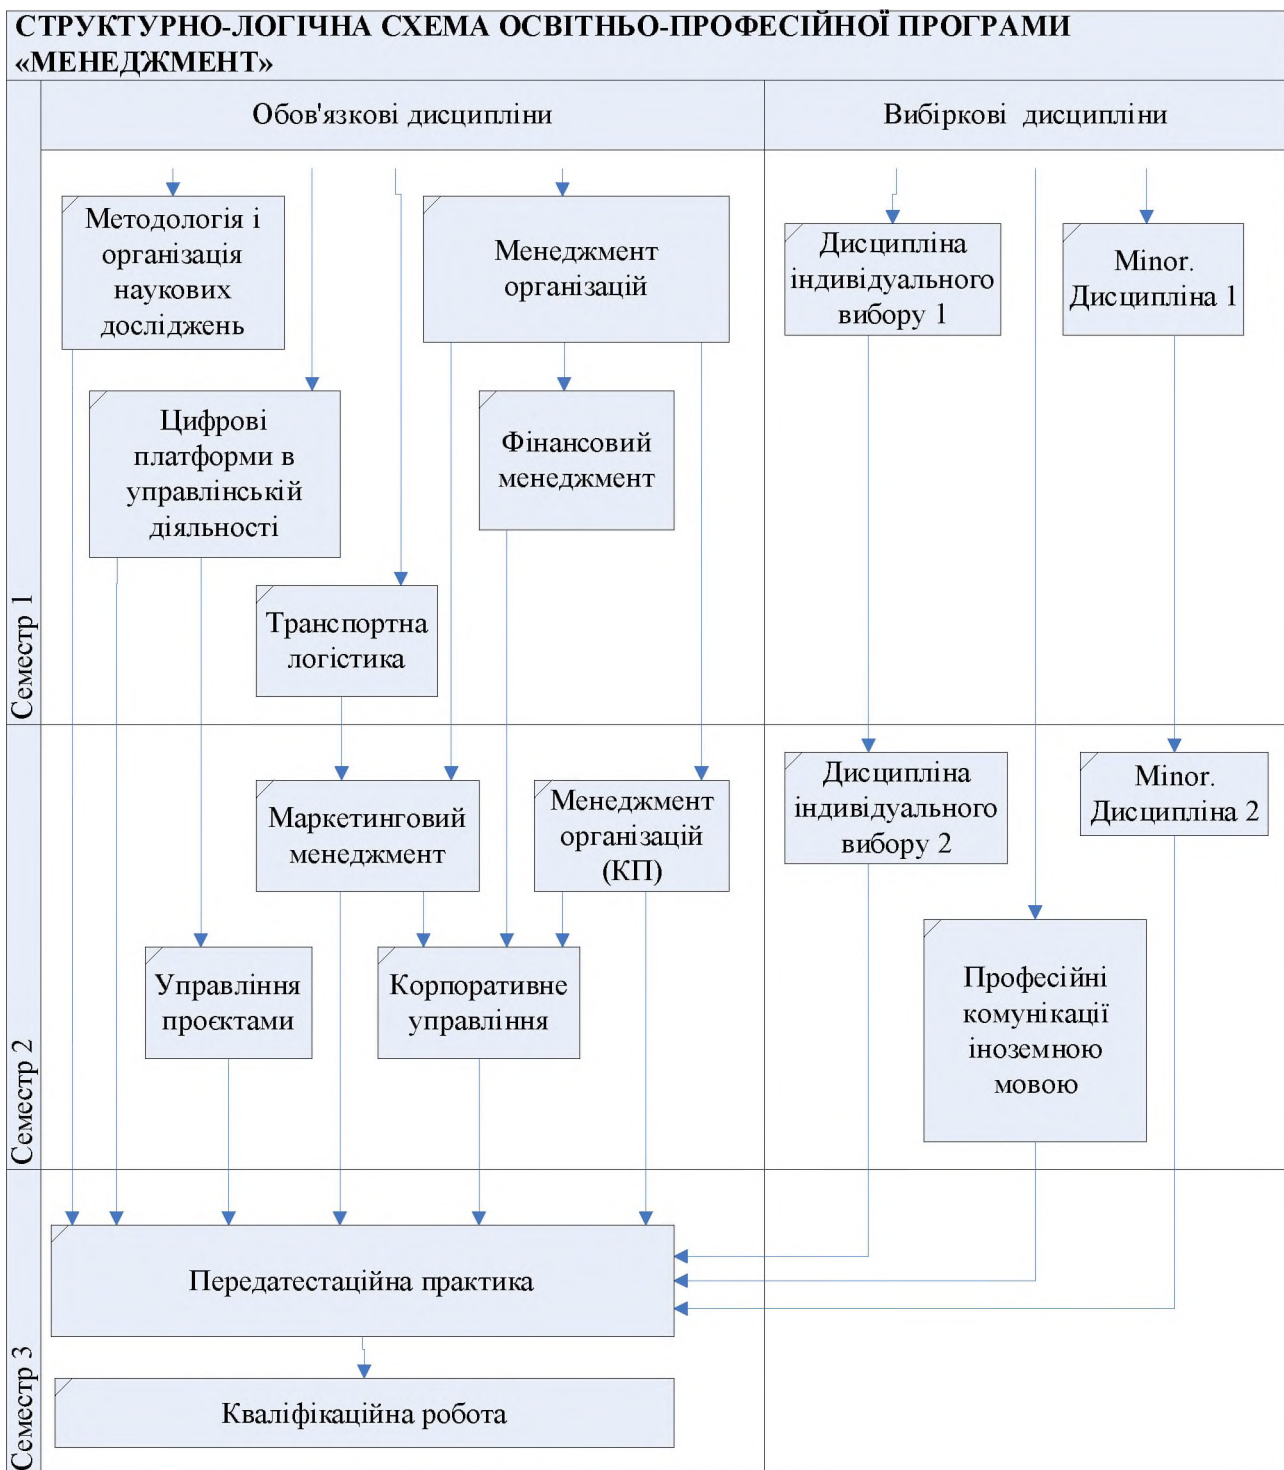 СТРУКТУРНО-ЛОГІЧНА СХЕМА ОСВІТНЬО-ПРОФЕСІЙНОЇ ПРОГРАМИ
«МЕНЕДЖМЕНТ»
Обов'язкові дисципліни
Вибіркові дисципліни
Семестр 1
Методологія і
організація
наукових
досліджень
Менеджмент
організацій
Дисципліна
індивідуального
вибору 1
Minor.
Дисципліна 1
Цифрові
платформи в
управлінській
діяльності
Фінансовий
менеджмент
Транспортна
логістика
Семестр 2
Маркетинговий
менеджмент
Менеджмент
організацій
(КП)
Дисципліна
індивідуального
вибору 2
Minor.
Дисципліна 2
Управління
проєктами
Корпоративне
управління
Професійні
комунікації
іноземною
мовою
Семестр 3
Передатестаційна практика
Кваліфікаційна робота